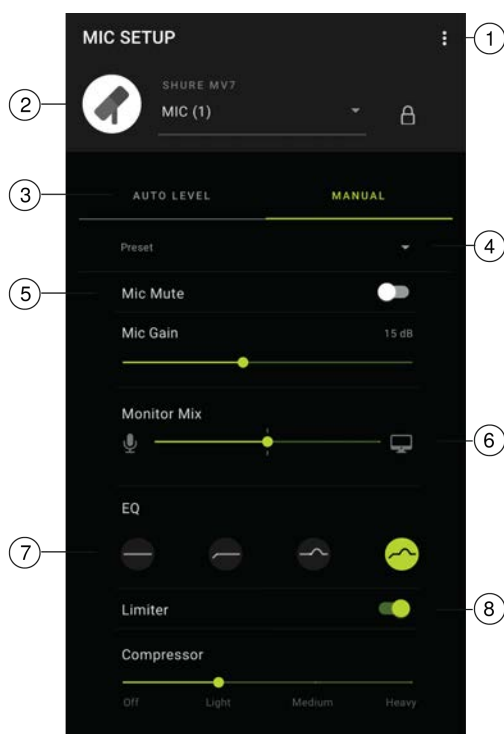 MIC SETUP
1
SHURE MV7
2
MIC (1)
3
AUTO LEVEL
MANUAL
Preset
4
5
Mic Mute
Mic Gain
15 dB
Monitor Mix
6
EQ
7
Limiter
8
Compressor
Off
Light
Medium
Heavy